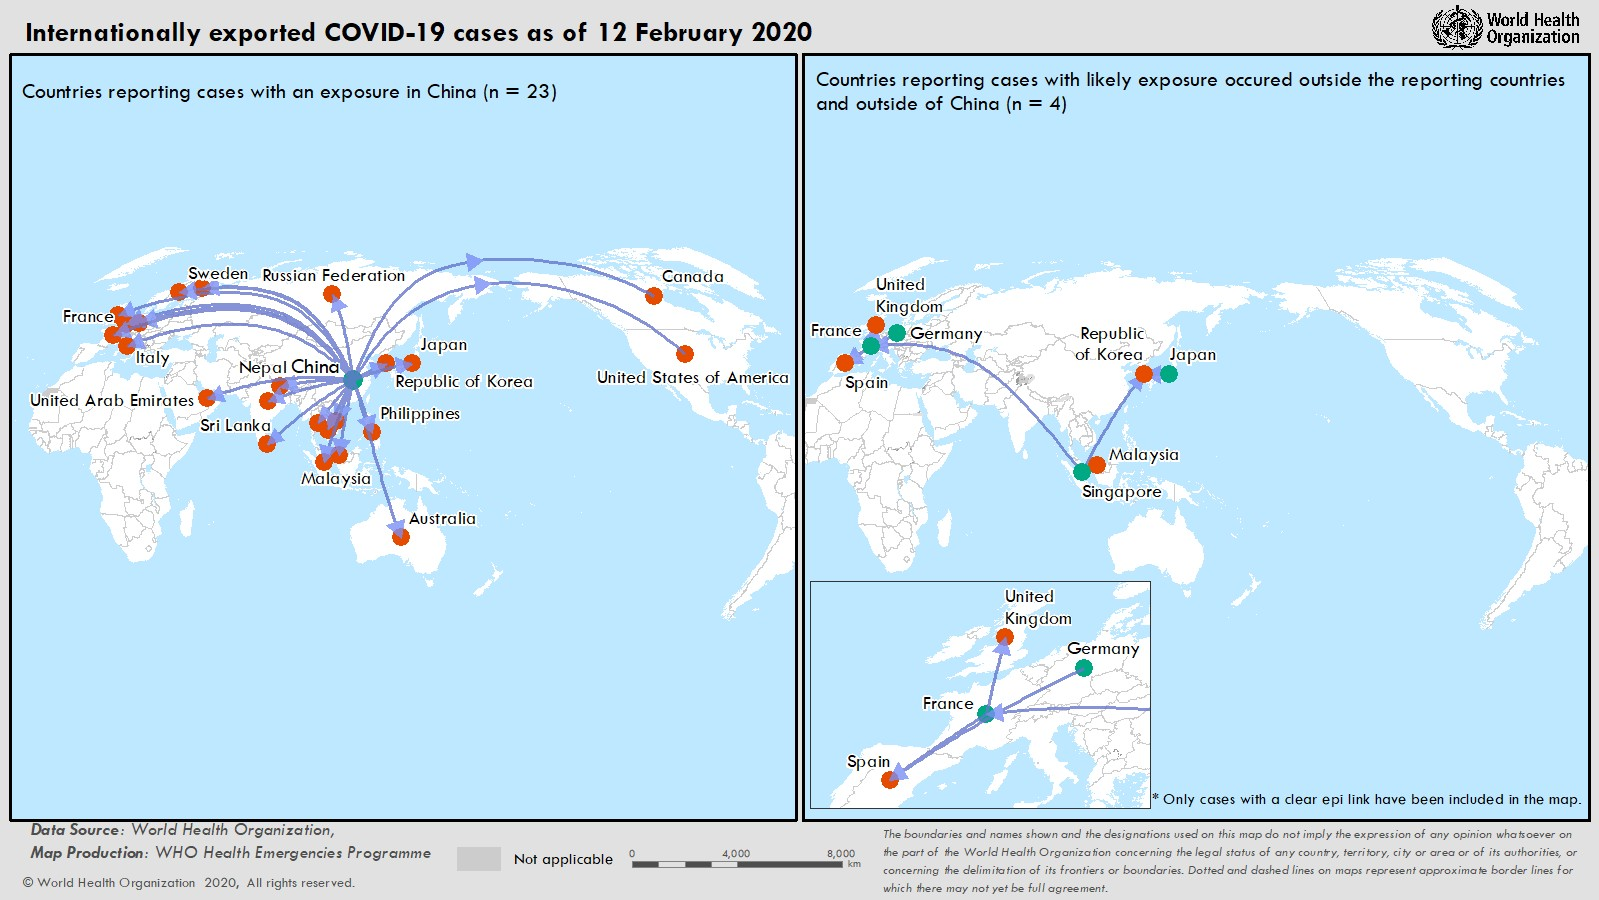 Internationally exported COVID-19 cases as of 12 February 2020
World Health
Organization
Countries reporting cases with an exposure in China (n = 23)
Sweden
Russian Federation
Canada
France
Italy
Japan
Nepal
China
Republic of Korea
United States of America
United Arab Emirates
Sri Lanka
Philippines
Malaysia
Australia
Countries reporting cases with likely exposure occured outside the reporting countries
and outside of China (n = 4)
United
Kingdom
France
Germany
Spain
Republic
of Korea
Japan
Malaysia
Singapore
United
Kingdom
Germany
France
Spain
* Only cases with a clear epi link have been included in the map.
Data Source: World Health Organization,
Map Production: WHO Health Emergencies Programme
© World Health Organization 2020, All rights reserved.
Not applicable
0 4,000 8,000
km
The boundaries and names shown and the designations used on this map do not imply the expression of any opinion whatsoever on
the part of the World Health Organization concerning the legal status of any country, territory, city or area or of its authorities, or
concerning the delimitation of its frontiers or boundaries. Dotted and dashed lines on maps represent approximate border lines for
which there may not yet be full agreement.